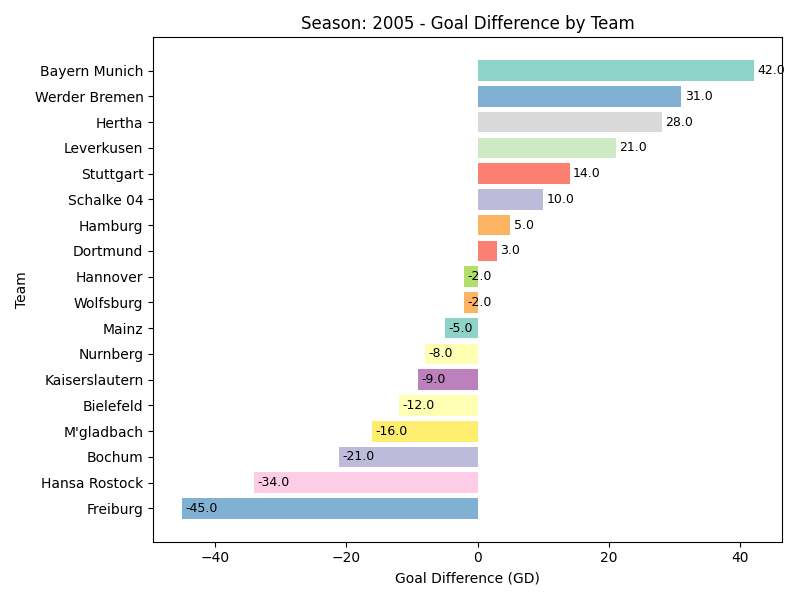 Season: 2005 - Goal Difference by Team
Bayern Munich 42.0
Werder Bremen 31.0
Hertha 28.0
Leverkusen 21.0
Stuttgart 14.0
Schalke 04 10.0
Hamburg 5.0
Dortmund 3.0
Hannover -2.0
Wolfsburg -2.0
Mainz -5.0
Nurnberg -8.0
Kaiserslautern -9.0
Bielefeld -12.0
M'gladbach -16.0
Bochum -21.0
Hansa Rostock -34.0
Freiburg -45.0
Team
−40 −20 0 20 40
Goal Difference (GD)